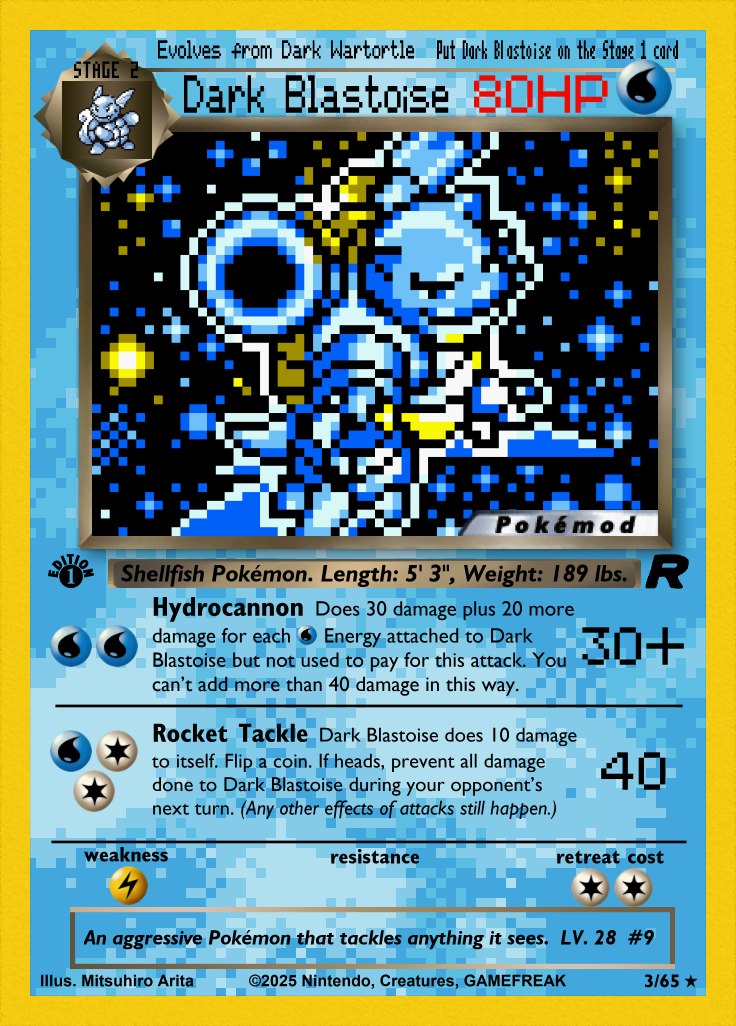 Evolves from Dark Wartortle Put Dark Blastoise on the Stage 1 card
STAGE 2
Dark Blastoise 80HP
Pokémod
EDITION
1
Shellfish Pokémon. Length: 5' 3", Weight: 189 lbs. R
Hydrocannon Does 30 damage plus 20 more
damage for each Energy attached to Dark
Blastoise but not used to pay for this attack. You
can't add more than 40 damage in this way.
30+
Rocket Tackle Dark Blastoise does 10 damage
to itself. Flip a coin. If heads, prevent all damage
done to Dark Blastoise during your opponent's
next turn. (Any other effects of attacks still happen.)
40
weakness resistance retreat cost
An aggressive Pokémon that tackles anything it sees. LV. 28 #9
Illus. Mitsuhiro Arita ©2025 Nintendo, Creatures, GAMEFREAK 3/65 ★